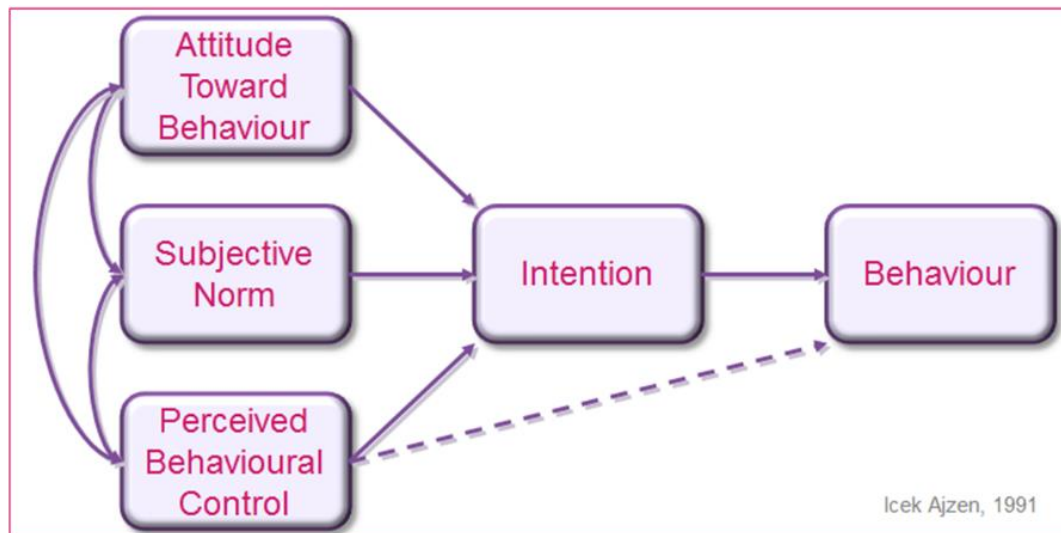 Attitude
Toward
Behaviour
Subjective
Norm
Intention
Behaviour
Perceived
Behavioural
Control
Icek Ajzen, 1991